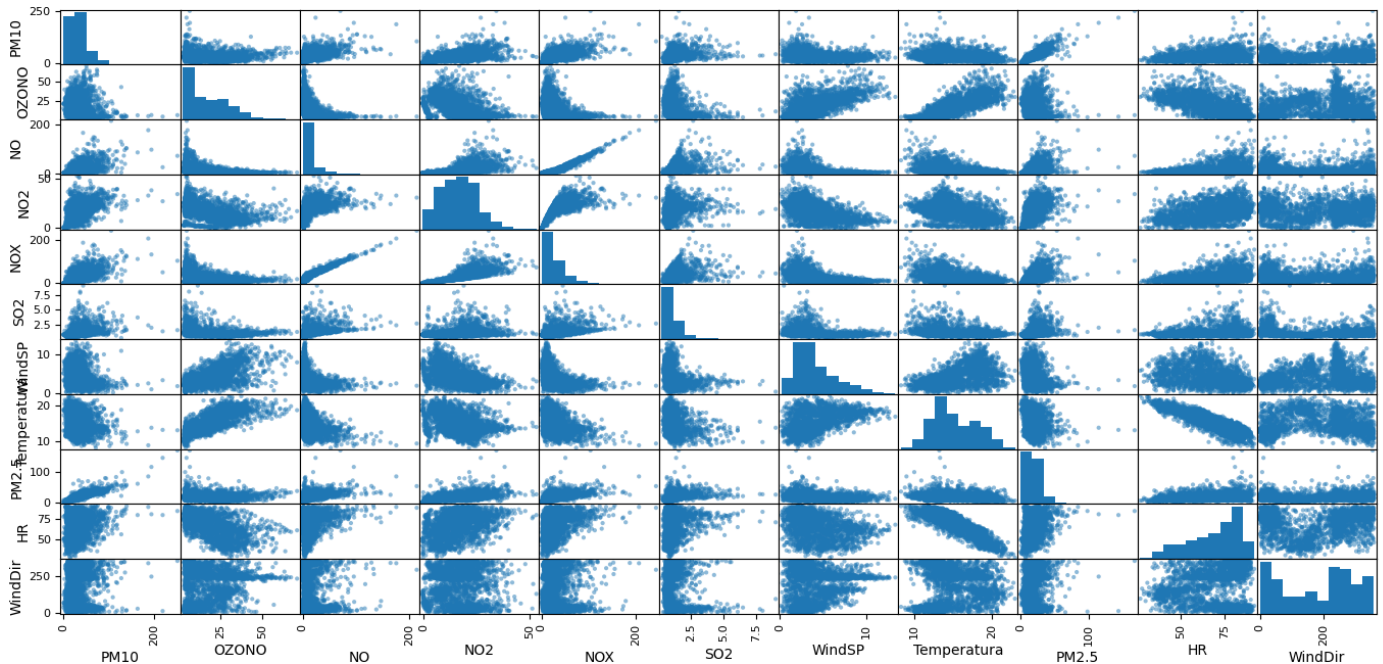 250
0
PM10
50
25
OZONO
200
0
NO
50
0
NO2
200
0
NOX
7.5
5.0
2.5
SO2
10
0
WindSP
20
10
Temperatura
100
0
PM2.5
75
50
HR
250
0
WindDir
0 200 25 50 0 200 0 50 0 200 2.5 5.0 7.5 0 10 10 20 0 100 50 75 0 200
PM10 OZONO NO NO2 NOX SO2 WindSP Temperatura PM2.5 HR WindDir